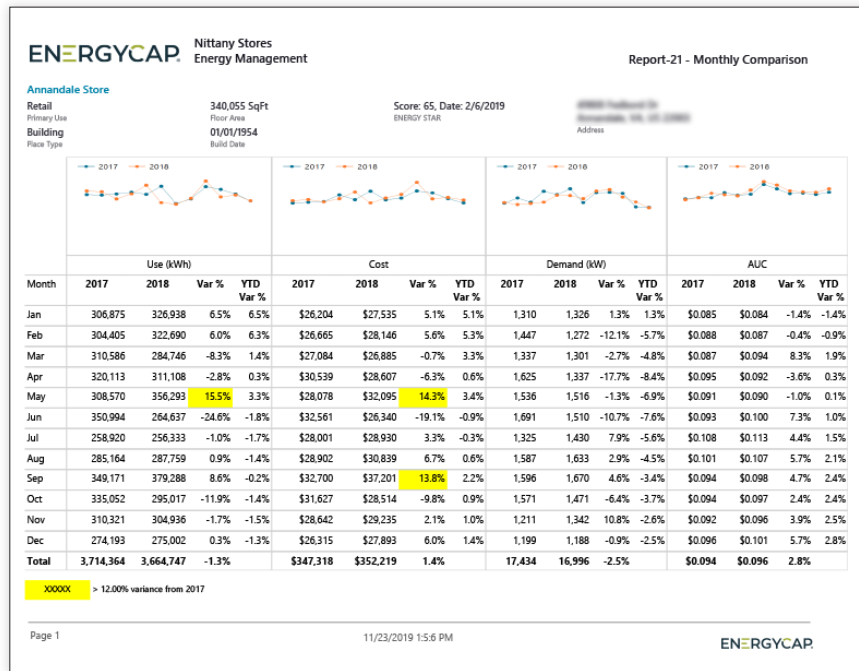 ENERGYCAP.
Nittany Stores
Energy Management
Report-21 - Monthly Comparison
Annandale Store
Retail 340,055 SqFt Score: 65, Date: 2/6/2019
Primary Use Floor Area ENERGY STAR
Building 01/01/1954 Address
Place Type Build Date
2017 2018 2017 2018 2017 2018 2017 2018
Use (kWh) Cost Demand (kW) AUC
Month 2017 2018 Var % YTD Var % 2017 2018 Var % YTD Var % 2017 2018 Var % YTD Var % 2017 2018 Var % YTD Var %
Jan 306,875 326,938 6.5% 6.5% $26,204 $27,535 5.1% 5.1% 1,310 1,326 1.3% 1.3% $0.085 $0.084 -1.4% -1.4%
Feb 304,405 322,690 6.0% 6.3% $26,665 $28,146 5.6% 5.3% 1,447 1,272 -12.1% -5.7% $0.088 $0.087 -0.4% -0.9%
Mar 310,586 284,746 -8.3% 1.4% $27,084 $26,885 -0.7% 3.3% 1,337 1,301 -2.7% -4.8% $0.087 $0.094 8.3% 1.9%
Apr 320,113 311,108 -2.8% 0.3% $30,539 $28,607 -6.3% 0.6% 1,625 1,337 -17.7% -8.4% $0.095 $0.092 -3.6% 0.3%
May 308,570 356,293 15.5% 3.3% $28,078 $32,095 14.3% 3.4% 1,536 1,516 -1.3% -6.9% $0.091 $0.090 -1.0% 0.1%
Jun 350,994 264,637 -24.6% -1.8% $32,561 $26,340 -19.1% -0.9% 1,691 1,510 -10.7% -7.6% $0.093 $0.100 7.3% 1.0%
Jul 258,920 256,333 -1.0% -1.7% $28,001 $28,930 3.3% -0.3% 1,325 1,430 7.9% -5.6% $0.108 $0.113 4.4% 1.5%
Aug 285,164 287,759 0.9% -1.4% $28,902 $30,839 6.7% 0.6% 1,587 1,633 2.9% -4.5% $0.101 $0.107 5.7% 2.1%
Sep 349,171 379,288 8.6% -0.2% $32,700 $37,201 13.8% 2.2% 1,596 1,670 4.6% -3.4% $0.094 $0.098 4.7% 2.4%
Oct 335,052 295,017 -11.9% -1.4% $31,627 $28,514 -9.8% 0.9% 1,571 1,471 -6.4% -3.7% $0.094 $0.097 2.4% 2.4%
Nov 310,321 304,936 -1.7% -1.5% $28,642 $29,235 2.1% 1.0% 1,211 1,342 10.8% -2.6% $0.092 $0.096 3.9% 2.5%
Dec 274,193 275,002 0.3% -1.3% $26,315 $27,893 6.0% 1.4% 1,199 1,188 -0.9% -2.5% $0.096 $0.101 5.7% 2.8%
Total 3,714,364 3,664,747 -1.3% $347,318 $352,219 1.4% 17,434 16,996 -2.5% $0.094 $0.096 2.8%
XXXXX > 12.00% variance from 2017
Page 1 11/23/2019 1:5:6 PM ENERGYCAP.